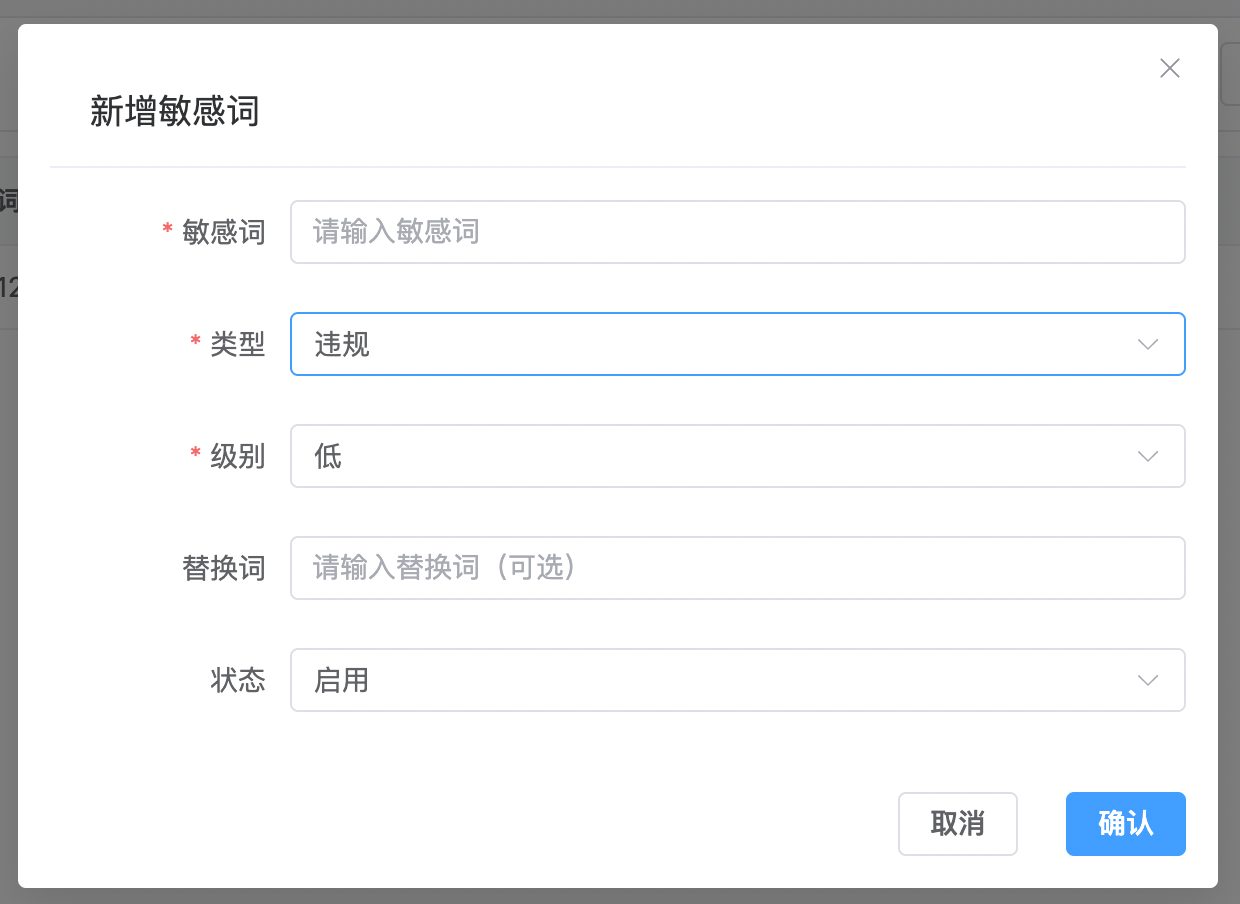 新增敏感词
* 敏感词 请输入敏感词
* 类型 违规
* 级别 低
替换词 请输入替换词（可选）
状态 启用
取消 确认
词
12